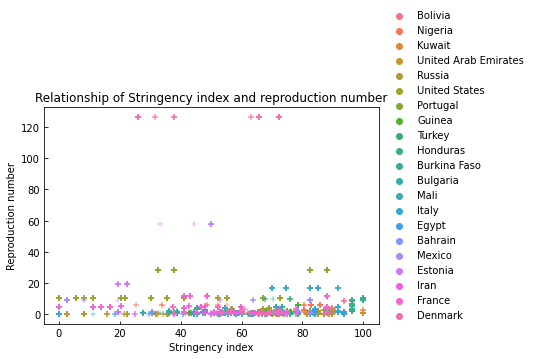 Bolivia
Nigeria
Kuwait
United Arab Emirates
Russia
United States
Portugal
Guinea
Turkey
Honduras
Burkina Faso
Bulgaria
Mali
Italy
Egypt
Bahrain
Mexico
Estonia
Iran
France
Denmark
Relationship of Stringency index and reproduction number
Reproduction number
120
100
80
60
40
20
0
0 20 40 60 80 100
Stringency index